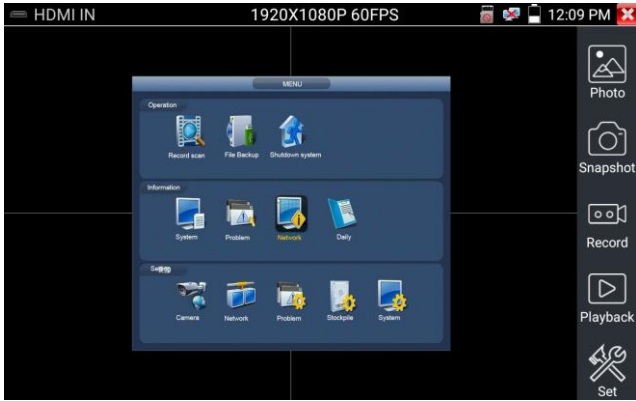 HDMI IN 1920X1080P 60FPS 12:09 PM
MENU
Operation
Record scan File Backup Shutdown system
Information
System Problem Network Daily
Camera Network Problem Stockpile System
Photo
Snapshot
Record
Playback
Set